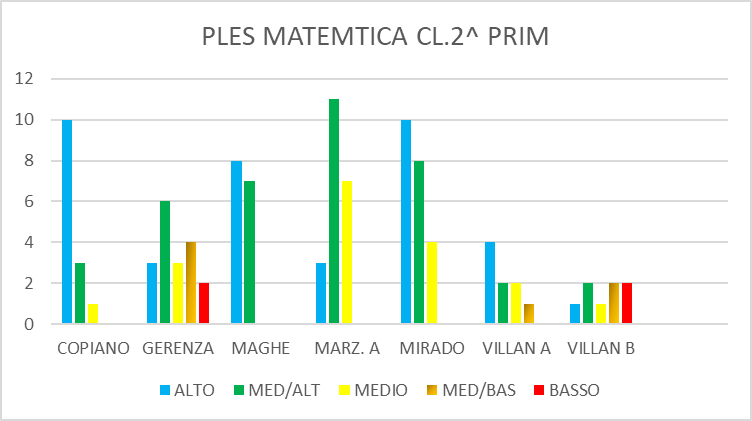 PLES MATEMTICA CL.2^ PRIM
12
10
8
6
4
2
0
COPIANO GERENZA MAGHE MARZ. A MIRADO VILLAN A VILLAN B
ALTO MED/ALT MEDIO MED/BAS BASSO